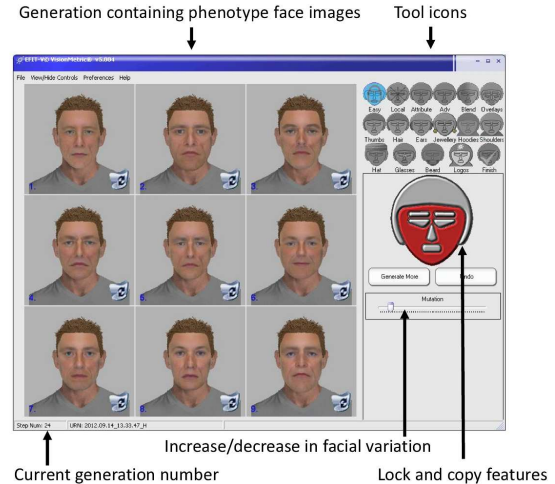 Generation containing phenotype face images
Tool icons
EFIT-V© VisionMetric© v5.004
File View/Hide Controls Preferences Help
Easy Local Attribute Adv Blend Overlays
Thumbs Hair Ears Jewellery Hoodies Shoulders
Hat Glasses Beard Logos Finish
1. 2. 3.
4. 5. 6.
7. 8. 9.
Generate More
Undo
Mutation
Step Num: 24
URN: 2012.09.14_13.33.47_H
Increase/decrease in facial variation
Current generation number
Lock and copy features